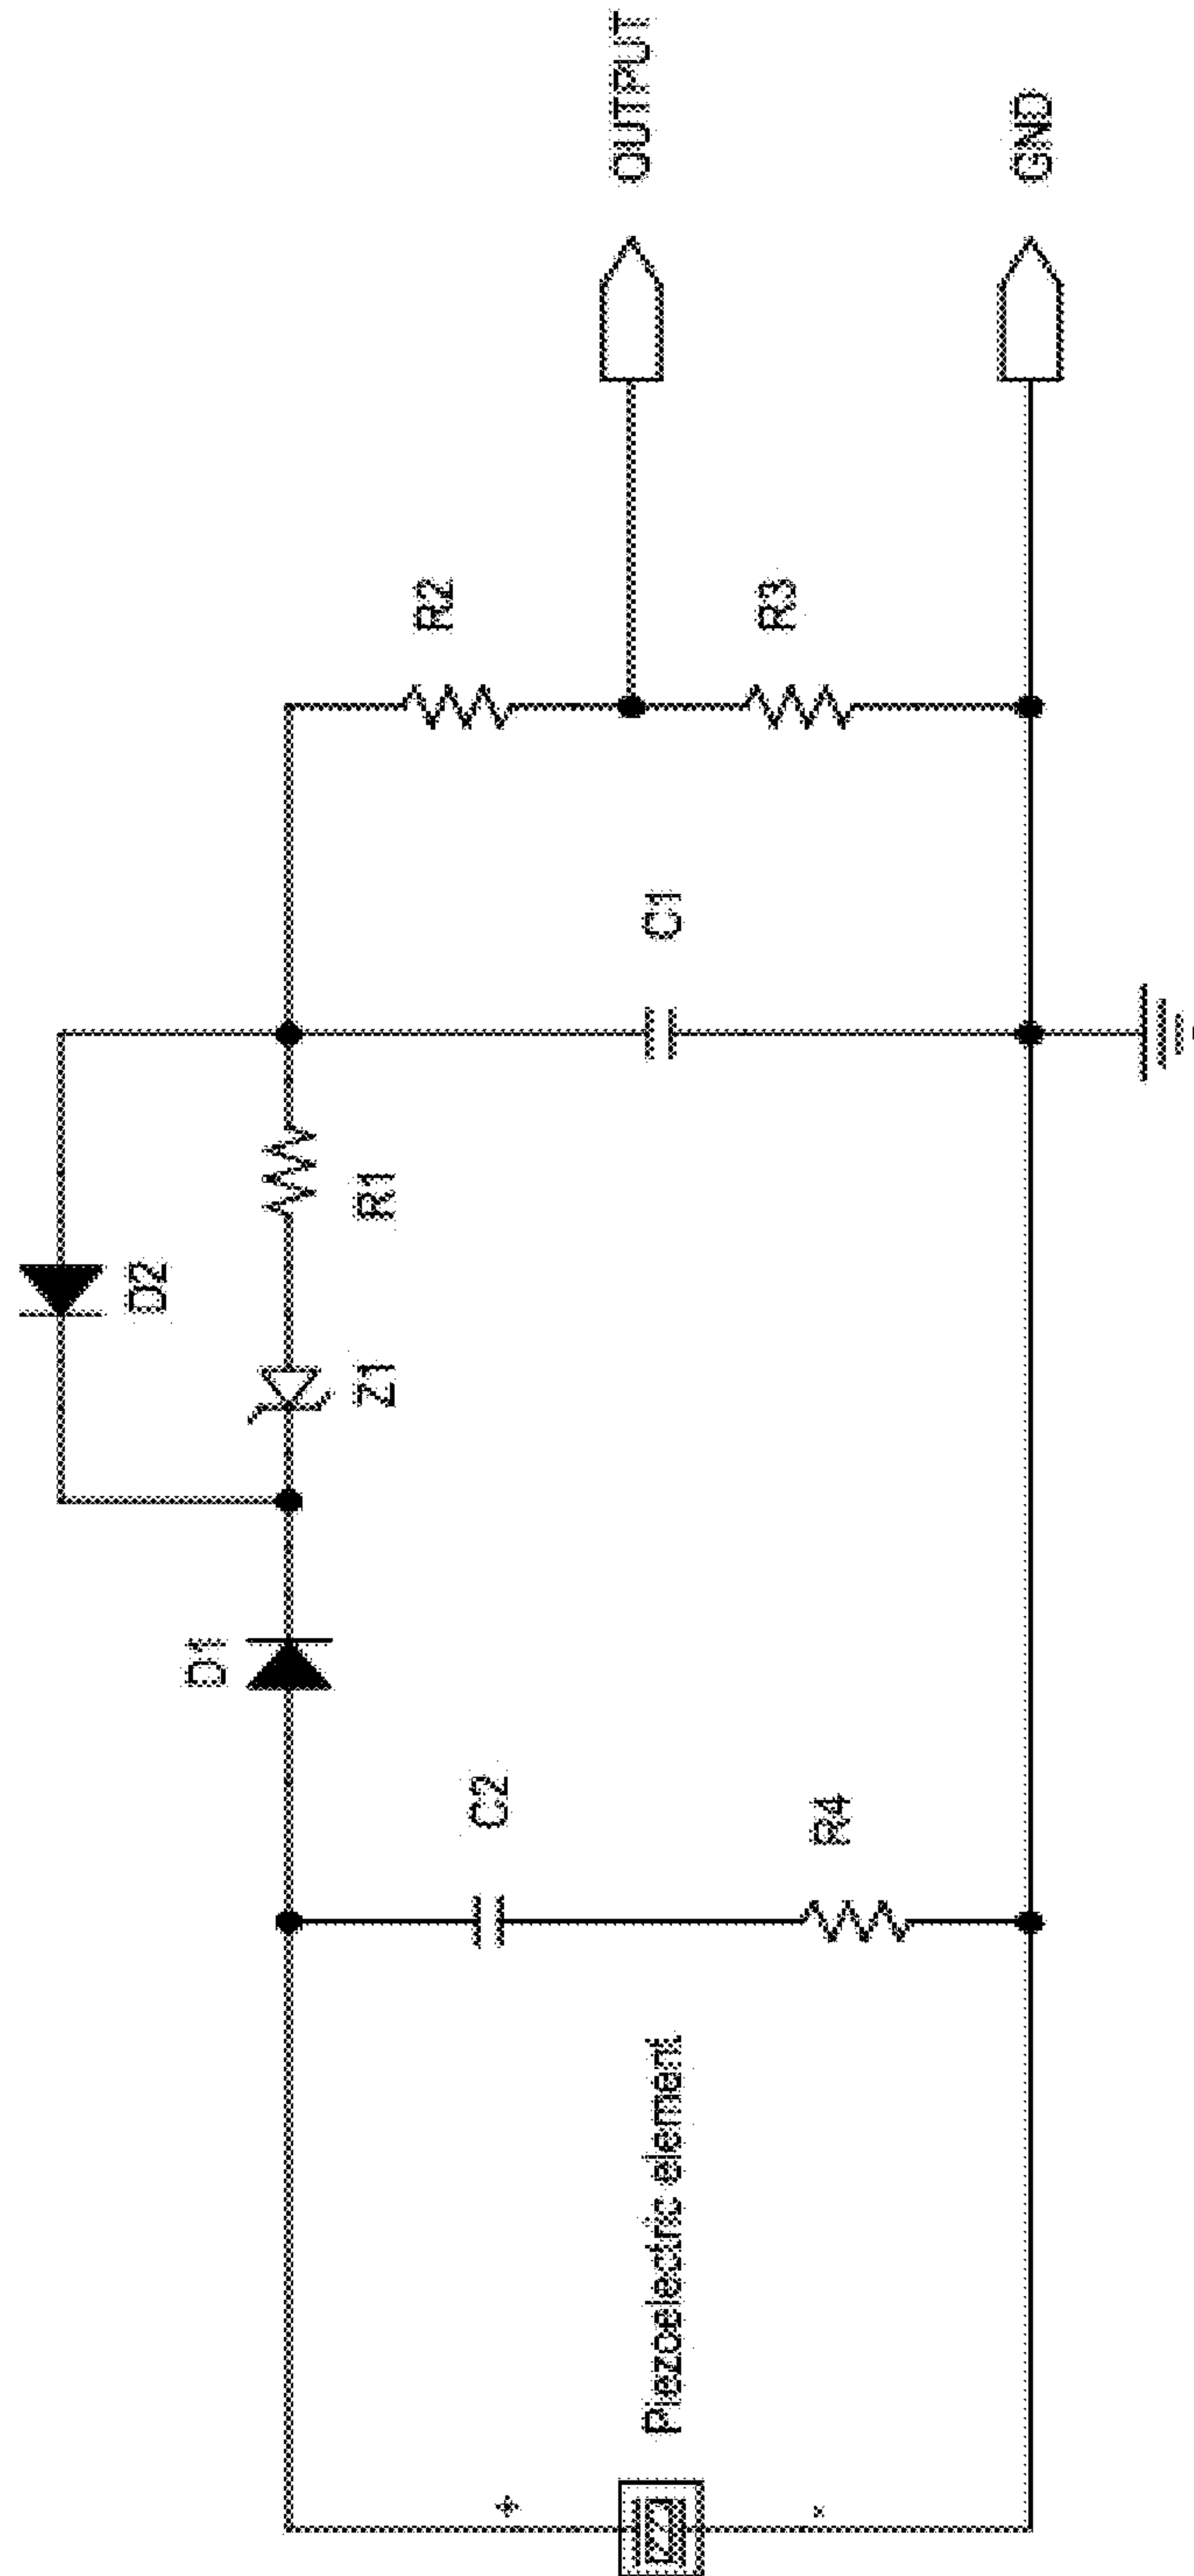 Piezoelectric element
+
-
C2
R4
D1
D2
Z1
R1
C1
R2
R3
OUTPUT
GND